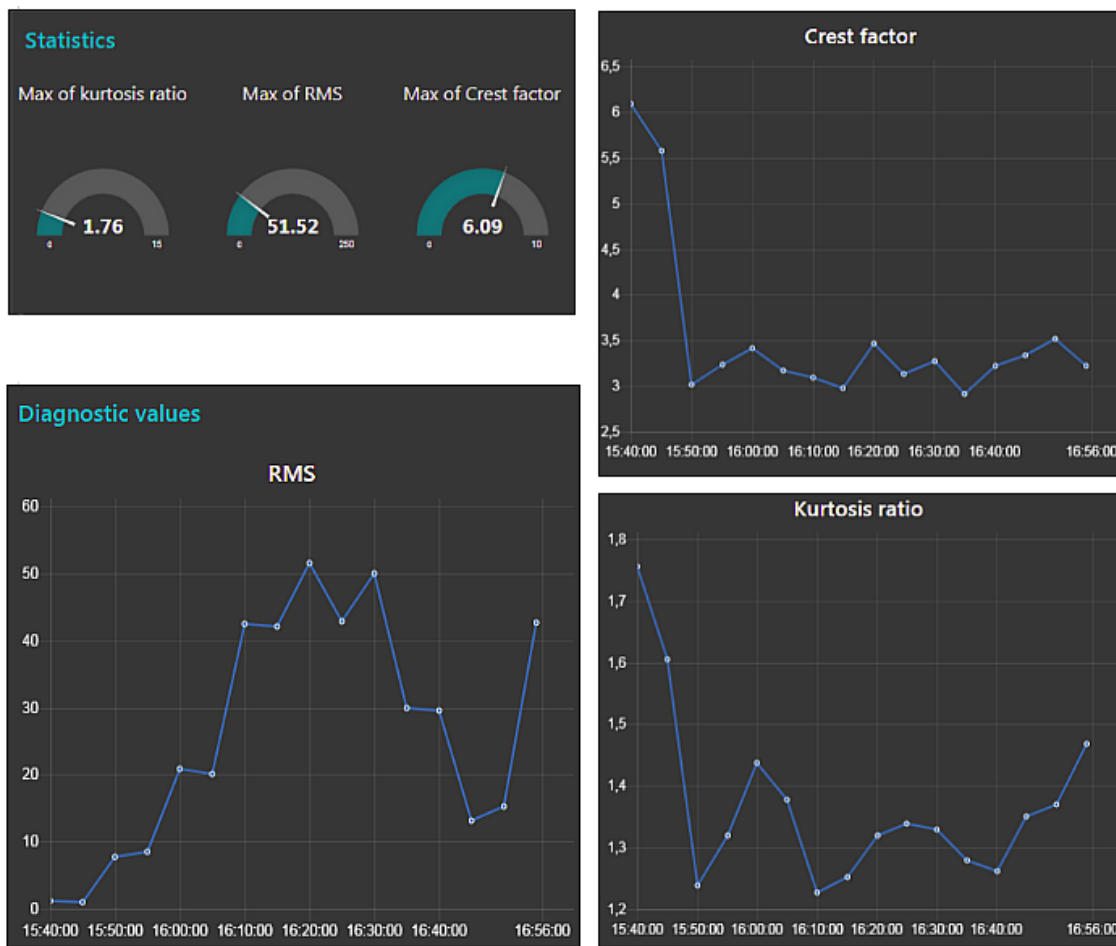 Statistics
Max of kurtosis ratio Max of RMS Max of Crest factor
1.76 51.52 6.09
0 15 0 250 0 10
Crest factor
6,5
6
5,5
5
4,5
4
3,5
3
2,5
15:40:00 15:50:00 16:00:00 16:10:00 16:20:00 16:30:00 16:40:00 16:56:00
Diagnostic values
RMS
60
50
40
30
20
10
0
15:40:00 15:50:00 16:00:00 16:10:00 16:20:00 16:30:00 16:40:00 16:56:00
Kurtosis ratio
1,8
1,7
1,6
1,5
1,4
1,3
1,2
15:40:00 15:50:00 16:00:00 16:10:00 16:20:00 16:30:00 16:40:00 16:56:00